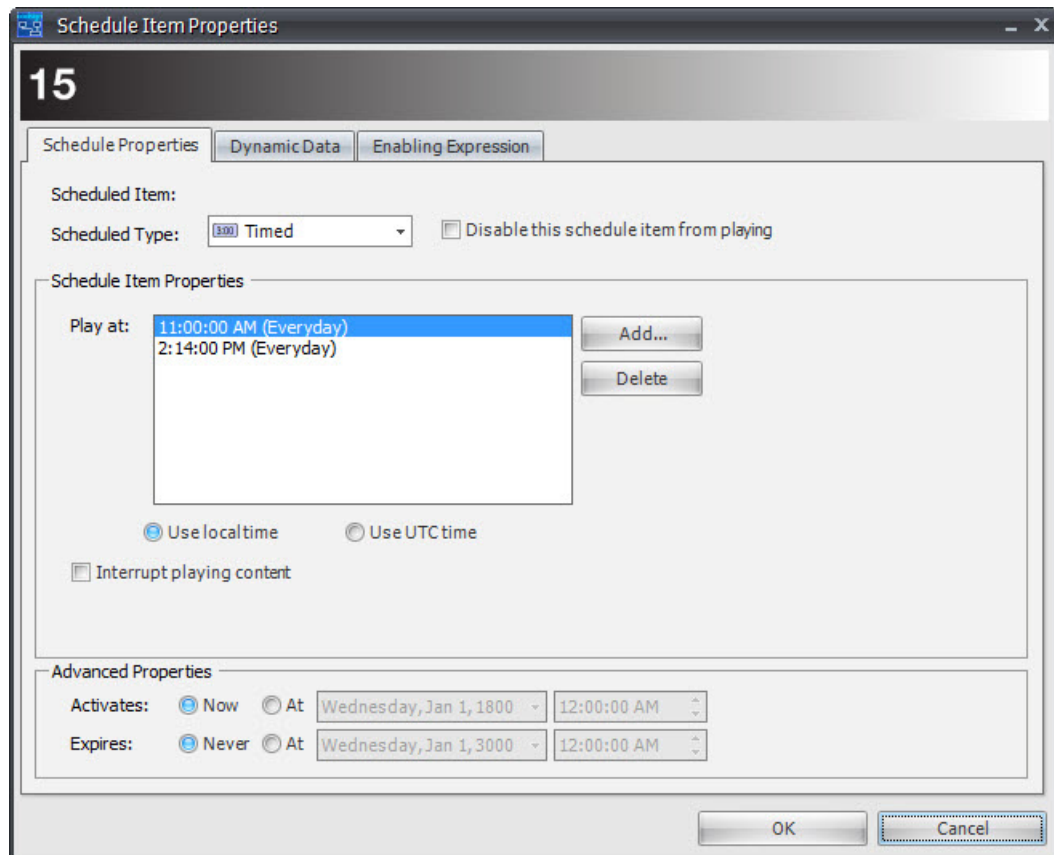 Schedule Item Properties
15
Schedule Properties Dynamic Data Enabling Expression
Scheduled Item:
Scheduled Type: 3:00 Timed Disable this schedule item from playing
Schedule Item Properties
Play at: 11:00:00 AM (Everyday) Add...
2:14:00 PM (Everyday)
Delete
Use local time Use UTC time
Interrupt playing content
Advanced Properties
Activates: Now At Wednesday, Jan 1, 1800 12:00:00 AM
Expires: Never At Wednesday, Jan 1, 3000 12:00:00 AM
OK Cancel